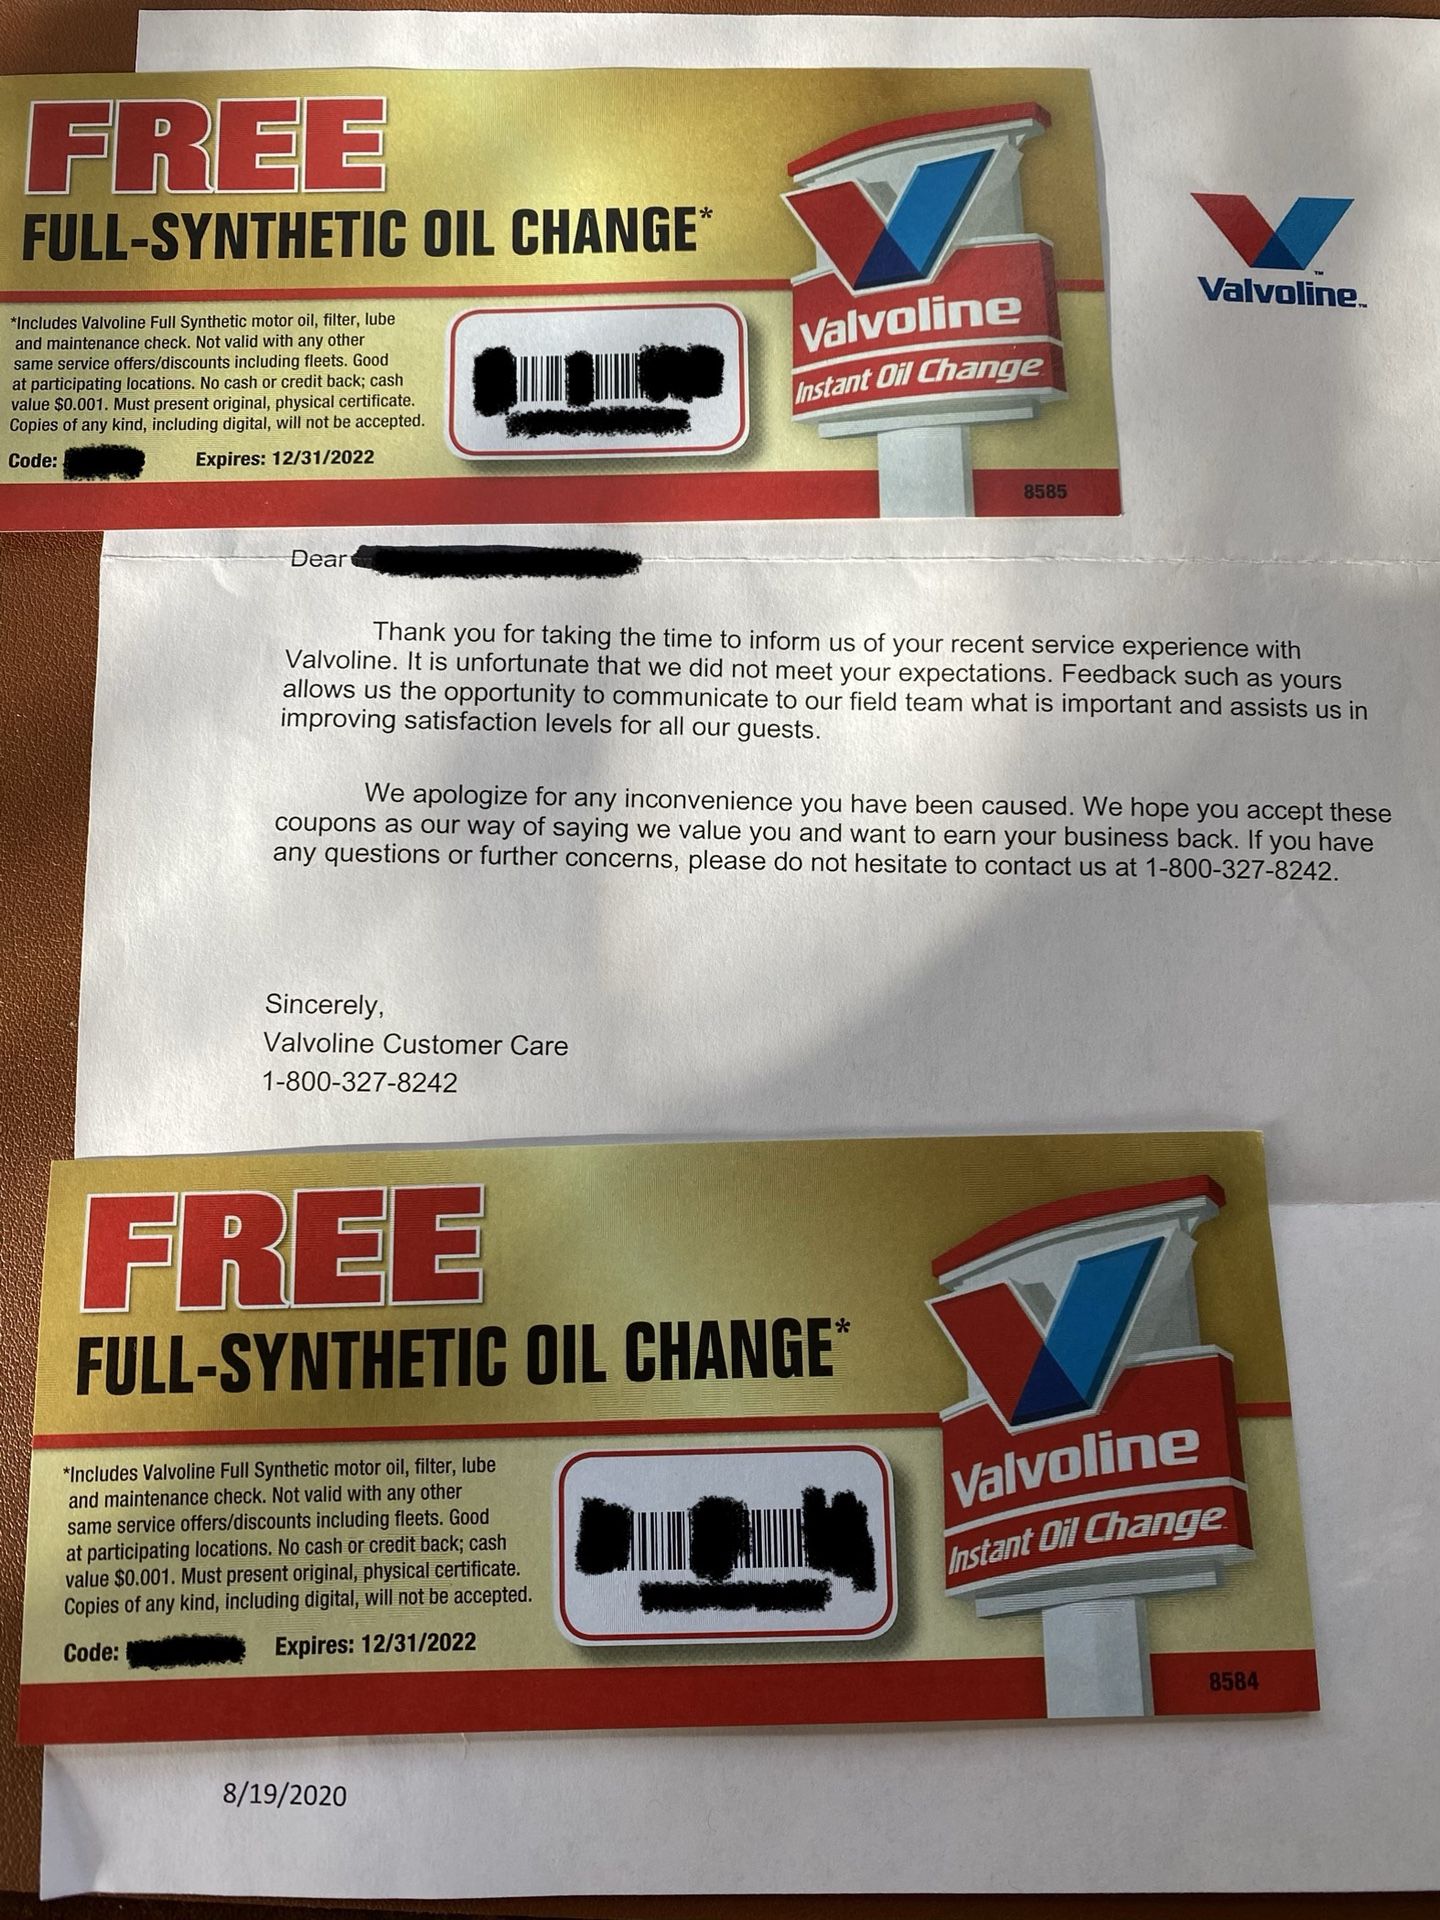 FREE
FULL-SYNTHETIC OIL CHANGE*
*Includes Valvoline Full Synthetic motor oil, filter, lube
and maintenance check. Not valid with any other
same service offers/discounts including fleets. Good
at participating locations. No cash or credit back; cash
value $0.001. Must present original, physical certificate.
Copies of any kind, including digital, will not be accepted.
Code:
Expires: 12/31/2022
Valvoline
Instant Oil Change
8585
Valvoline™
Dear
Thank you for taking the time to inform us of your recent service experience with
Valvoline. It is unfortunate that we did not meet your expectations. Feedback such as yours
allows us the opportunity to communicate to our field team what is important and assists us in
improving satisfaction levels for all our guests.
We apologize for any inconvenience you have been caused. We hope you accept these
coupons as our way of saying we value you and want to earn your business back. If you have
any questions or further concerns, please do not hesitate to contact us at 1-800-327-8242.
Sincerely,
Valvoline Customer Care
1-800-327-8242
FREE
FULL-SYNTHETIC OIL CHANGE*
*Includes Valvoline Full Synthetic motor oil, filter, lube
and maintenance check. Not valid with any other
same service offers/discounts including fleets. Good
at participating locations. No cash or credit back; cash
value $0.001. Must present original, physical certificate.
Copies of any kind, including digital, will not be accepted.
Code:
Expires: 12/31/2022
Valvoline
Instant Oil Change
8584
8/19/2020